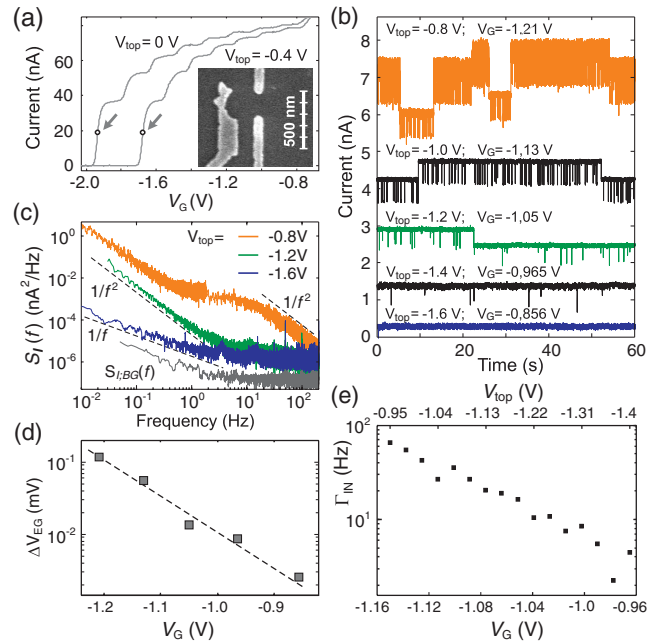 (a)
V_top = 0 V
V_top = -0.4 V
500 nm
Current (nA)
60
40
20
0
-2.0 -1.6 -1.2 -0.8
V_G (V)
(b)
V_top = -0.8 V; V_G = -1,21
V_top = -1.0 V; V_G = -1,13
V_top = -1.2 V; V_G = -1,05
V_top = -1.4 V; V_G = -0,965
V_top = -1.6 V; V_G = -0,856
Current (nA)
8
7
6
5
4
3
2
1
0
0 20 40 60
Time (s)
(c)
V_top = -0.8V
-1.2V
-1.6V
1/f²
1/f²
1/f
S_I;BG(f)
S_I(f) (nA²/Hz)
10⁰
10⁻²
10⁻⁴
10⁻⁶
10⁻² 10⁻¹ 10⁰ 10¹ 10²
Frequency (Hz)
(d)
ΔV_EG (mV)
10⁻¹
10⁻²
-1.2 -1.1 -1.0 -0.9
V_G (V)
(e)
V_top (V)
-0.95 -1.04 -1.13 -1.22 -1.31 -1.4
Γ_IN (Hz)
10²
10¹
-1.16 -1.12 -1.08 -1.04 -1.0 -0.96
V_G (V)